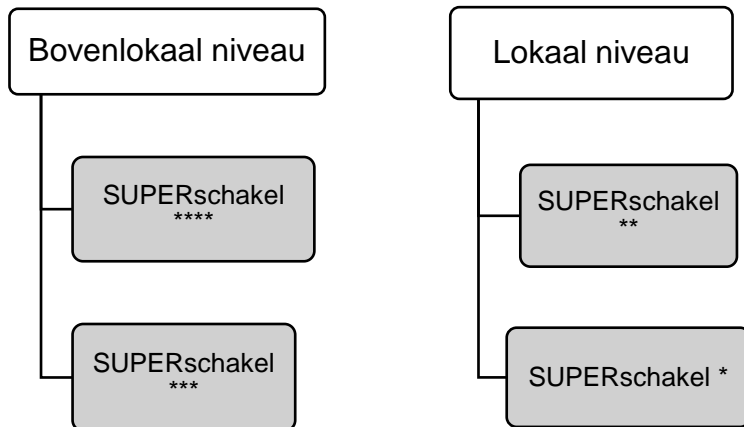 Bovenlokaal niveau
SUPERschakel
****
SUPERschakel
***
Lokaal niveau
SUPERschakel
**
SUPERschakel *